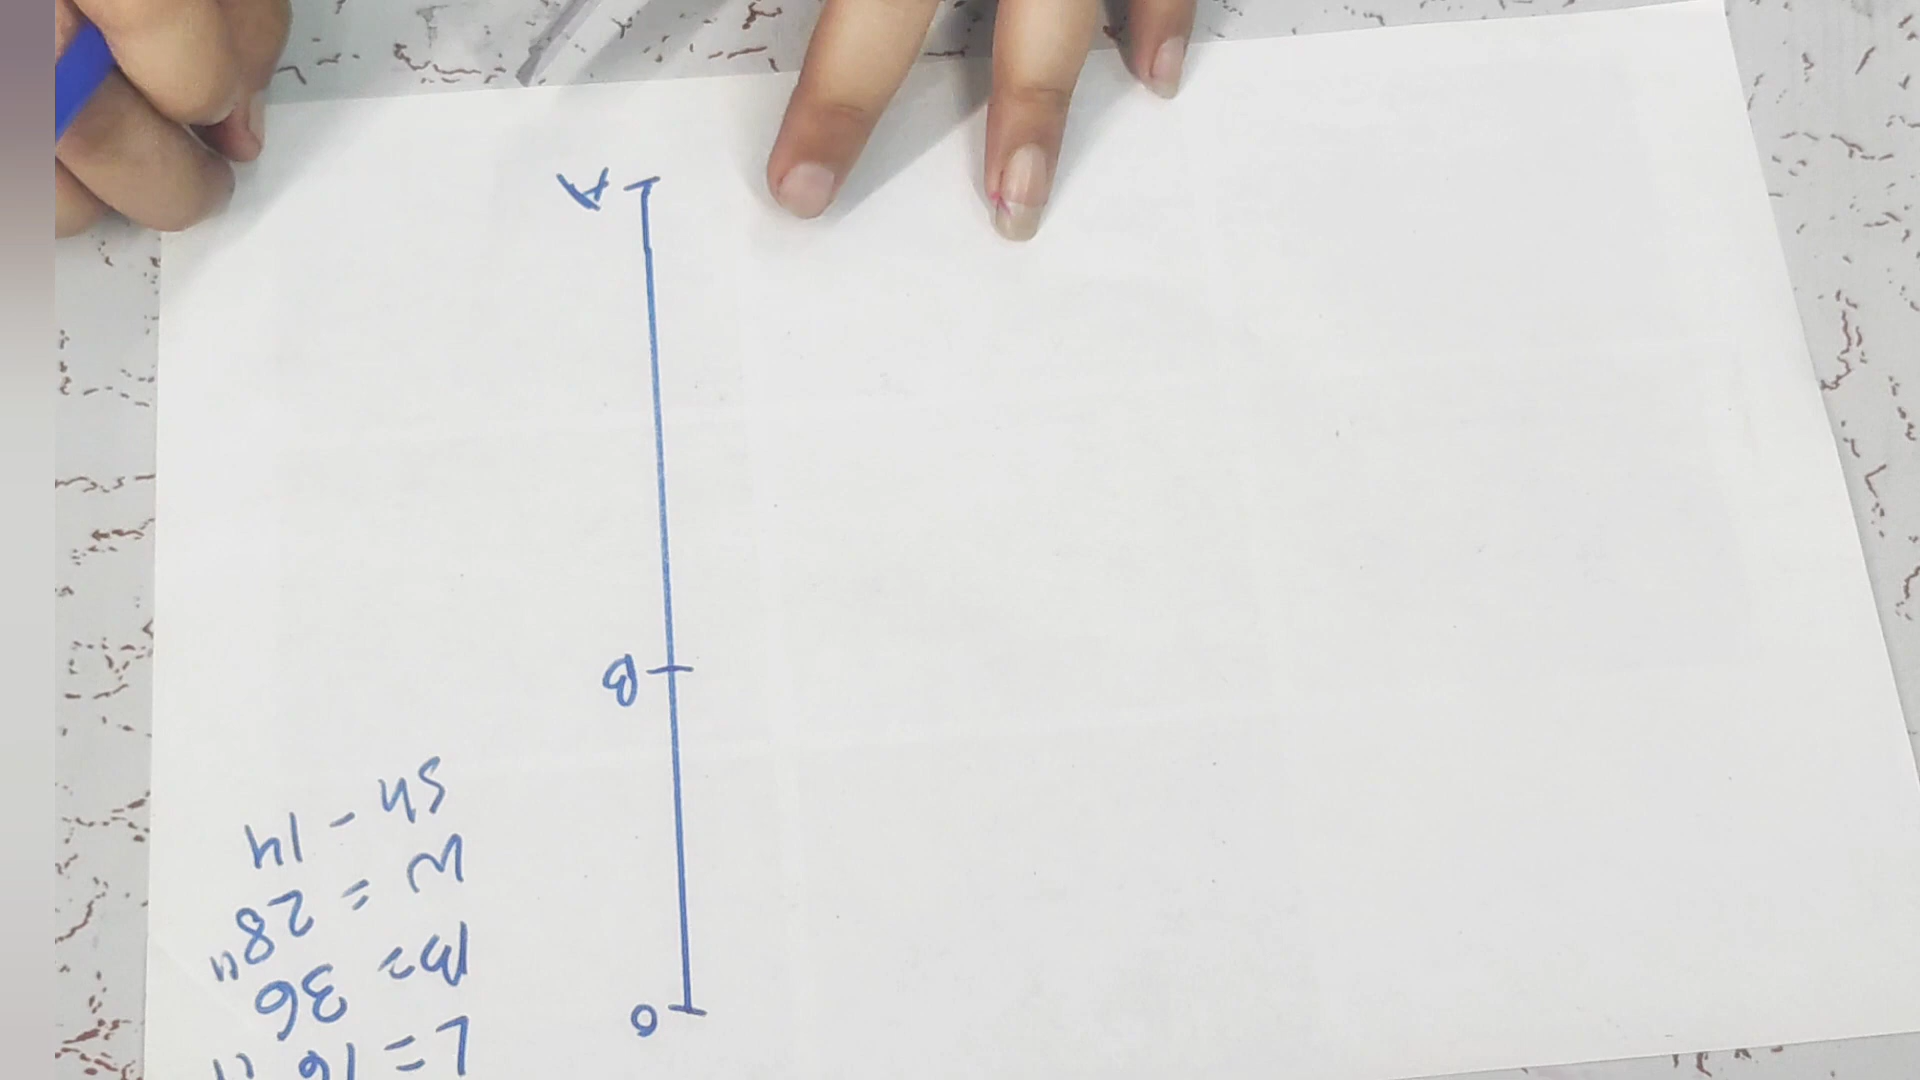 L = 16"
B = 36
W = 28"
Sh - 14
O
B
A